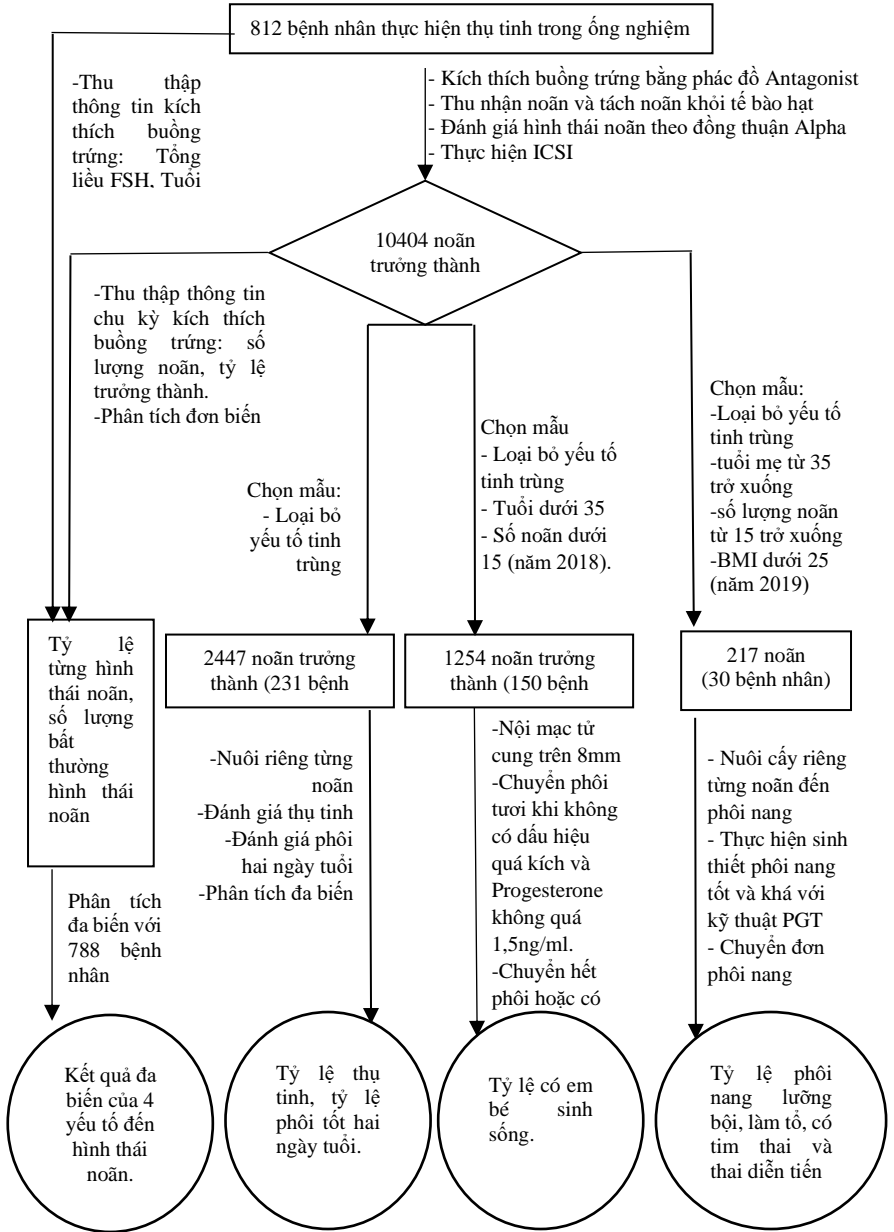 812 bệnh nhân thực hiện thụ tinh trong ống nghiệm
-Thu thập
thông tin kích
thích buồng
trứng: Tổng
liều FSH, Tuổi
- Kích thích buồng trứng bằng phác đồ Antagonist
- Thu nhận noãn và tách noãn khỏi tế bào hạt
- Đánh giá hình thái noãn theo đồng thuận Alpha
- Thực hiện ICSI
10404 noãn
trưởng thành
-Thu thập thông tin
chu kỳ kích thích
buồng trứng: số
lượng noãn, tỷ lệ
trưởng thành.
-Phân tích đơn biến
Chọn mẫu:
- Loại bỏ
yếu tố tinh
trùng
Chọn mẫu
- Loại bỏ yếu tố
tinh trùng
- Tuổi dưới 35
- Số noãn dưới
15 (năm 2018).
Chọn mẫu:
-Loại bỏ yếu tố
tinh trùng
-tuổi mẹ từ 35
trở xuống
-số lượng noãn
từ 15 trở xuống
-BMI dưới 25
(năm 2019)
Tỷ lệ
từng hình
thái noãn,
số lượng
bất
thường
hình thái
noãn
2447 noãn trưởng
thành (231 bệnh
1254 noãn trưởng
thành (150 bệnh
217 noãn
(30 bệnh nhân)
Phân tích
đa biến với
788 bệnh
nhân
-Nuôi riêng từng
noãn
-Đánh giá thụ tinh
-Đánh giá phôi
hai ngày tuổi
-Phân tích đa biến
-Nội mạc tử
cung trên 8mm
-Chuyển phôi
tươi khi không
có dấu hiệu
quá kích và
Progesterone
không quá
1,5ng/ml.
-Chuyển hết
phôi hoặc có
- Nuôi cấy riêng
từng noãn đến
phôi nang
- Thực hiện sinh
thiết phôi nang
tốt và khá với
kỹ thuật PGT
- Chuyển đơn
phôi nang
Kết quả đa
biến của 4
yếu tố đến
hình thái
noãn.
Tỷ lệ thụ
tinh, tỷ lệ
phôi tốt hai
ngày tuổi.
Tỷ lệ có em
bé sinh
sống.
Tỷ lệ phôi
nang lưỡng
bội, làm tổ, có
tim thai và
thai diễn tiến